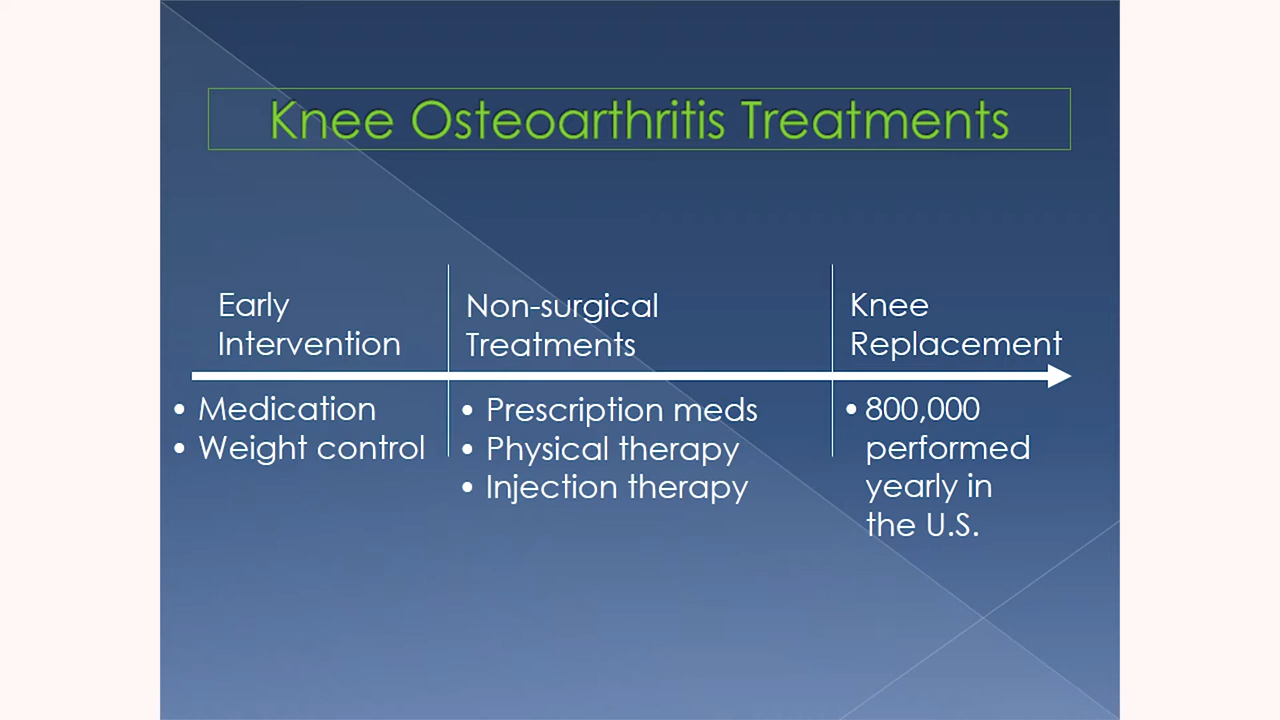 Knee Osteoarthritis Treatments
Early
Intervention
• Medication
• Weight control
Non-surgical
Treatments
• Prescription meds
• Physical therapy
• Injection therapy
Knee
Replacement
• 800,000
performed
yearly in
the U.S.